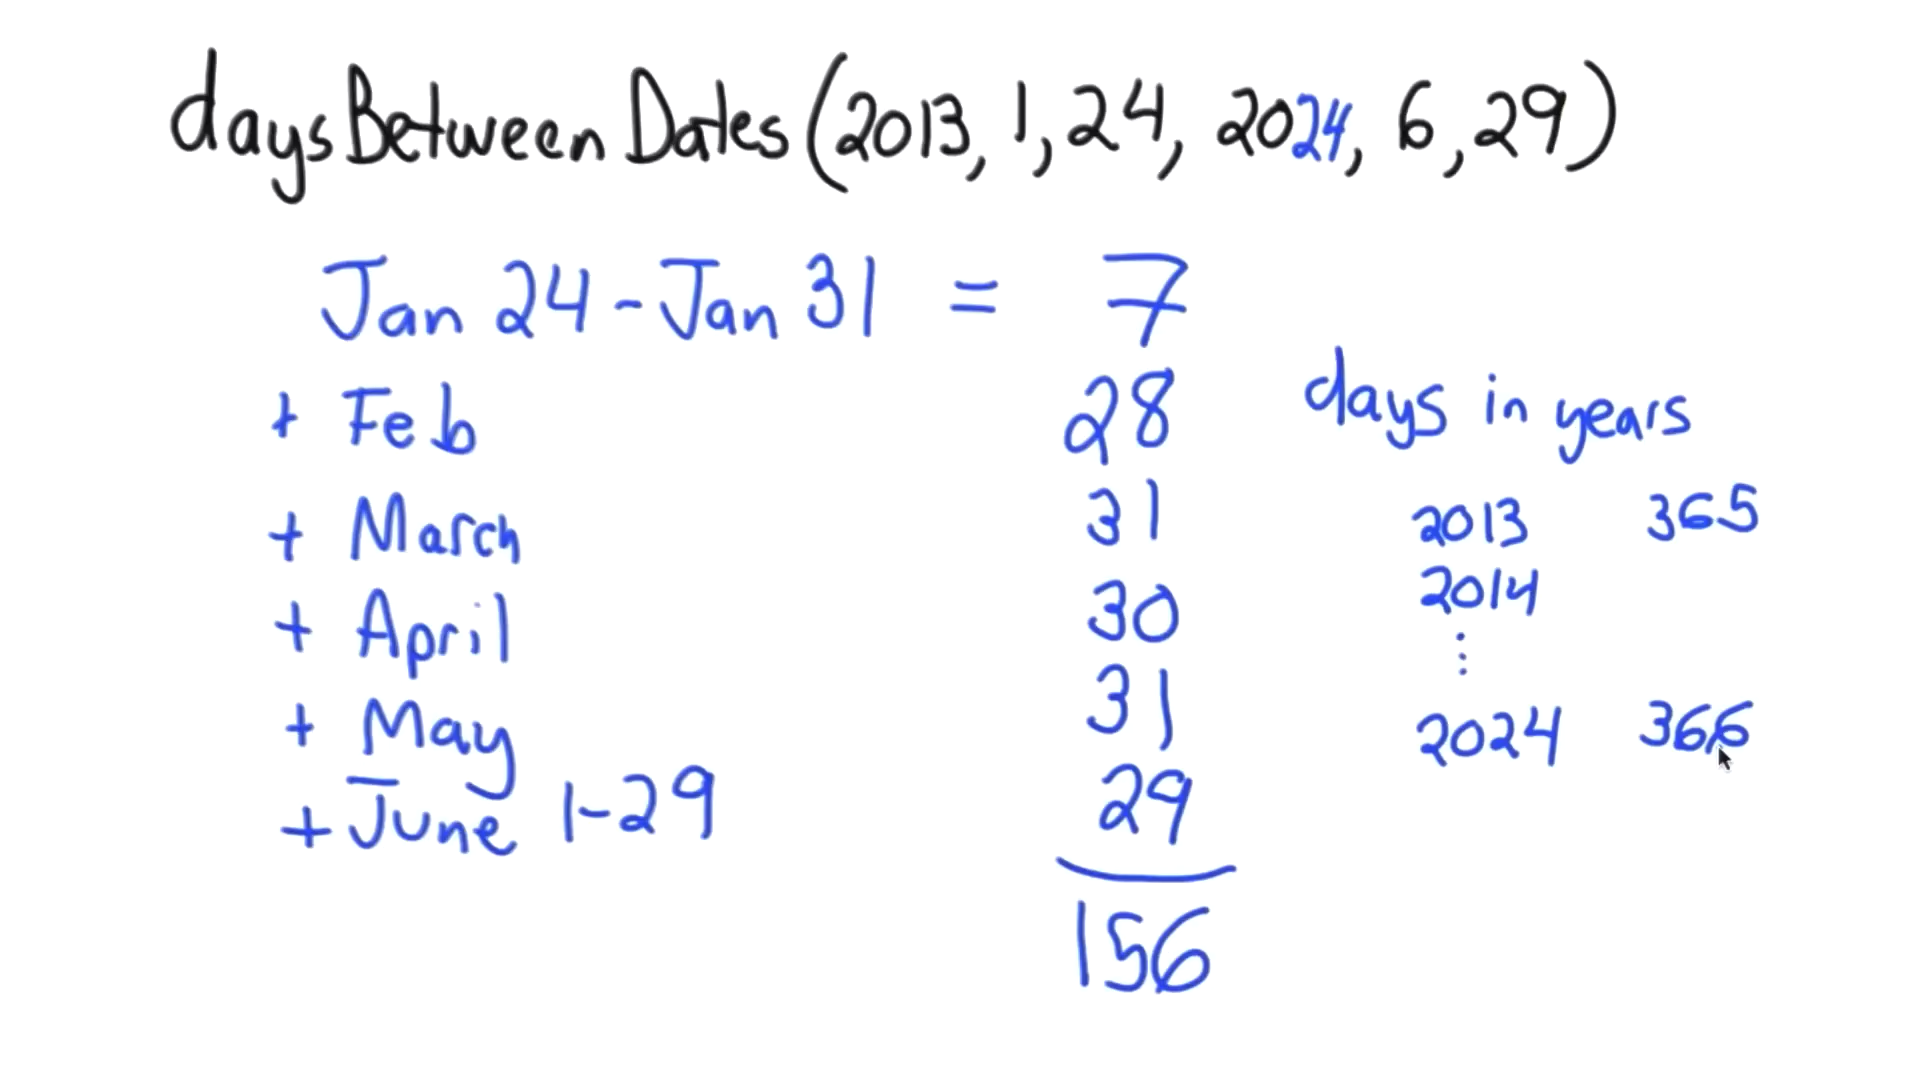 daysBetweenDates(2013, 1, 24, 2024, 6, 29)
Jan 24 - Jan 31 = 7
+ Feb 28
+ March 31
+ April 30
+ May 31
+ June 1-29 29
156
days in years
2013 365
2014
⋮
2024 366